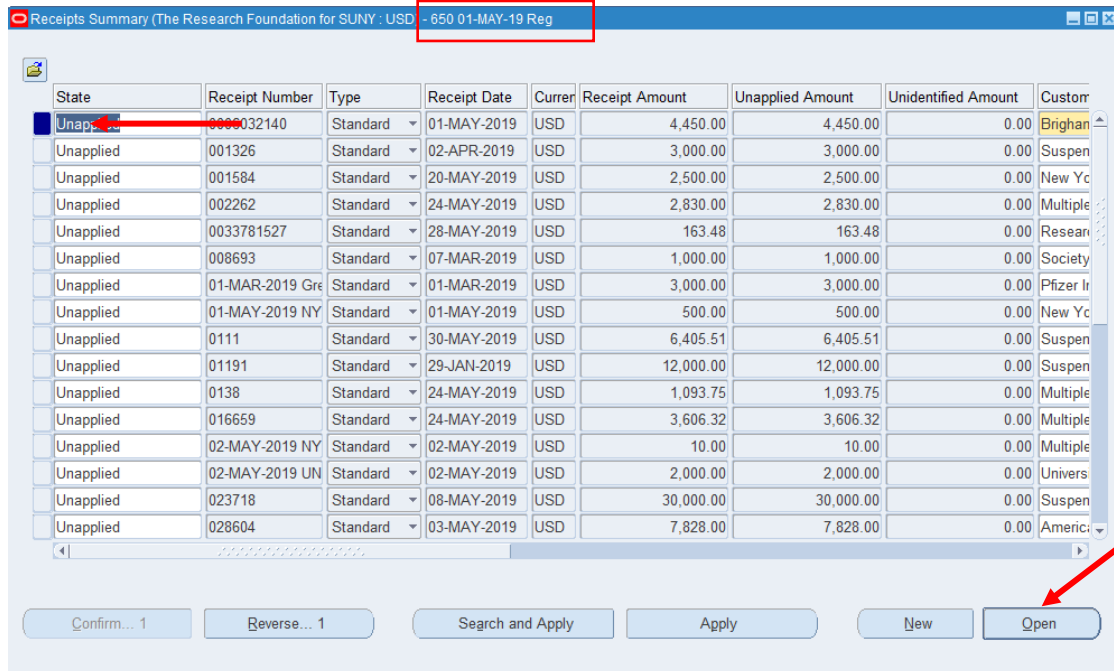 Receipts Summary (The Research Foundation for SUNY : USD) - 650 01-MAY-19 Reg
State Receipt Number Type Receipt Date Curren Receipt Amount Unapplied Amount Unidentified Amount Custom
Unapplied 0000032140 Standard 01-MAY-2019 USD 4,450.00 4,450.00 0.00 Brigham
Unapplied 001326 Standard 02-APR-2019 USD 3,000.00 3,000.00 0.00 Suspen
Unapplied 001584 Standard 20-MAY-2019 USD 2,500.00 2,500.00 0.00 New Yo
Unapplied 002262 Standard 24-MAY-2019 USD 2,830.00 2,830.00 0.00 Multiple
Unapplied 0033781527 Standard 28-MAY-2019 USD 163.48 163.48 0.00 Resear
Unapplied 008693 Standard 07-MAR-2019 USD 1,000.00 1,000.00 0.00 Society
Unapplied 01-MAR-2019 Gre Standard 01-MAR-2019 USD 3,000.00 3,000.00 0.00 Pfizer In
Unapplied 01-MAY-2019 NY Standard 01-MAY-2019 USD 500.00 500.00 0.00 New Yo
Unapplied 0111 Standard 30-MAY-2019 USD 6,405.51 6,405.51 0.00 Suspen
Unapplied 01191 Standard 29-JAN-2019 USD 12,000.00 12,000.00 0.00 Suspen
Unapplied 0138 Standard 24-MAY-2019 USD 1,093.75 1,093.75 0.00 Multiple
Unapplied 016659 Standard 24-MAY-2019 USD 3,606.32 3,606.32 0.00 Multiple
Unapplied 02-MAY-2019 NY Standard 02-MAY-2019 USD 10.00 10.00 0.00 Multiple
Unapplied 02-MAY-2019 UN Standard 02-MAY-2019 USD 2,000.00 2,000.00 0.00 Univers
Unapplied 023718 Standard 08-MAY-2019 USD 30,000.00 30,000.00 0.00 Suspen
Unapplied 028604 Standard 03-MAY-2019 USD 7,828.00 7,828.00 0.00 America
Confirm... 1 Reverse... 1 Search and Apply Apply New Open